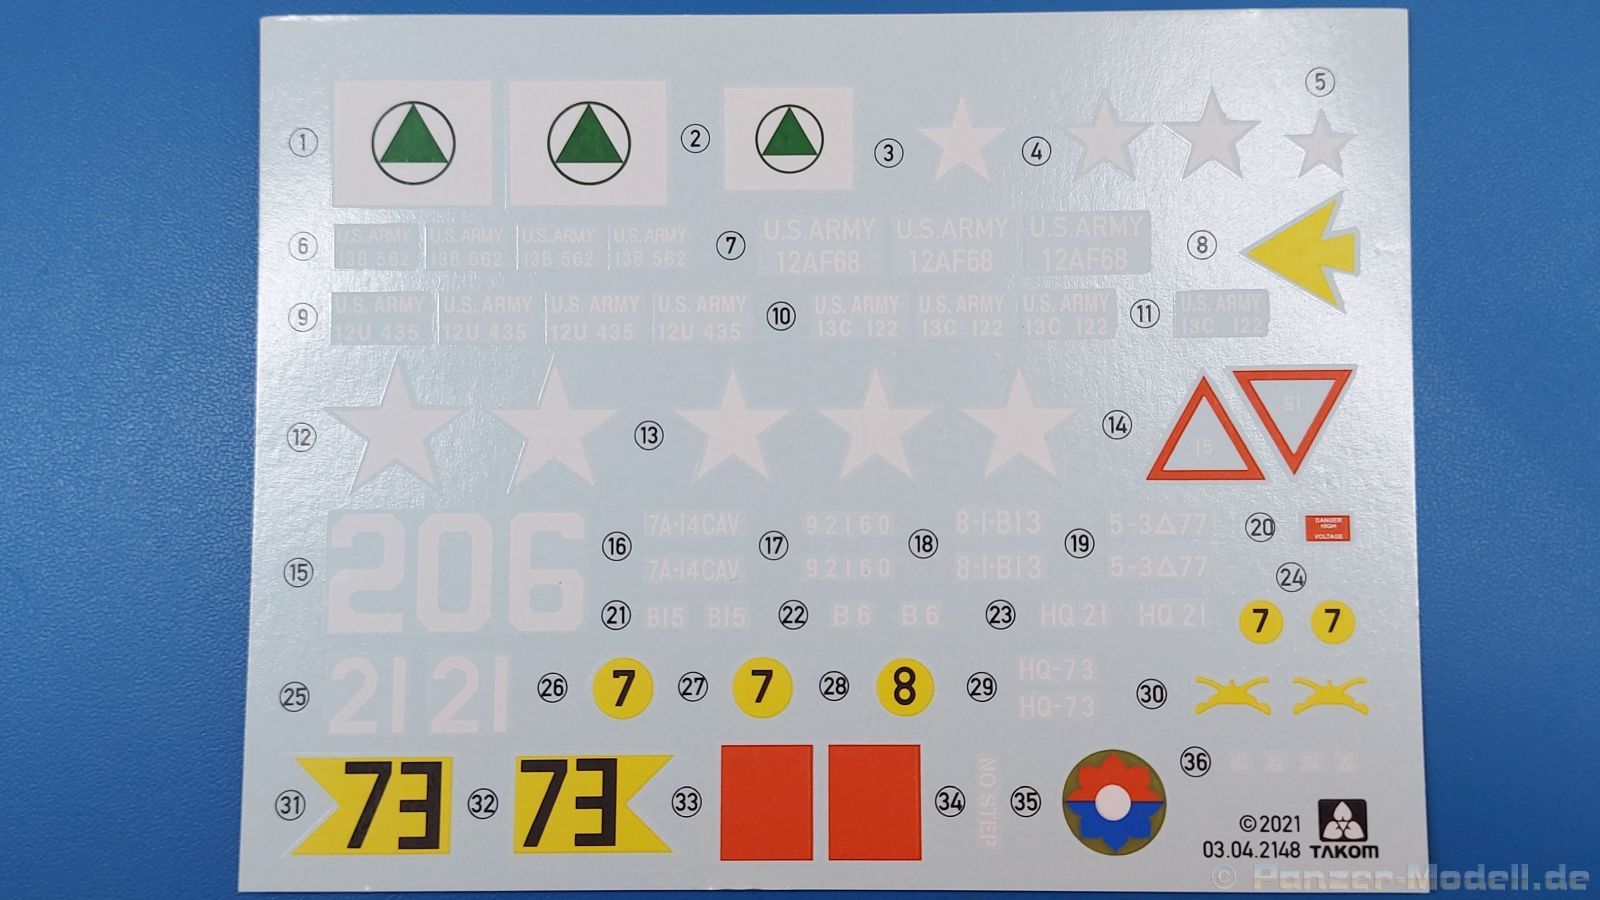 1 2 3 4 5
6 U.S. ARMY U.S. ARMY U.S. ARMY U.S. ARMY 7 U.S.ARMY U.S.ARMY U.S.ARMY 8
13B 562 13B 562 13B 562 13B 562 12AF68 12AF68 12AF68
9 U.S. ARMY U.S. ARMY U.S. ARMY U.S. ARMY 10 U.S. ARMY U.S. ARMY U.S. ARMY 11 U.S. ARMY
12U 435 12U 435 12U 435 12U 435 13C 122 13C 122 13C 122 13C 122
12 13 14 15 15
15 206 16 7A-14CAV 17 92160 18 8-1-B13 19 5-3△77 20 DANGER
HIGH
VOLTAGE
7A-14CAV 92160 8-1-B13 5-3△77 24
21 B15 B15 22 B 6 B 6 23 HQ 21 HQ 21 7 7
25 21 21 26 7 27 7 28 8 29 HQ-73 30
HQ-73
31 73 32 73 33 34 NO STEP 35 36
©2021
03.04.2148 TAKOM
© Panzer-Modell.de